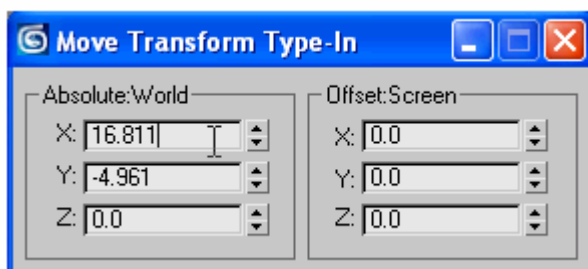 Move Transform Type-In
Absolute:World
X: 16.811
Y: -4.961
Z: 0.0
Offset:Screen
X: 0.0
Y: 0.0
Z: 0.0